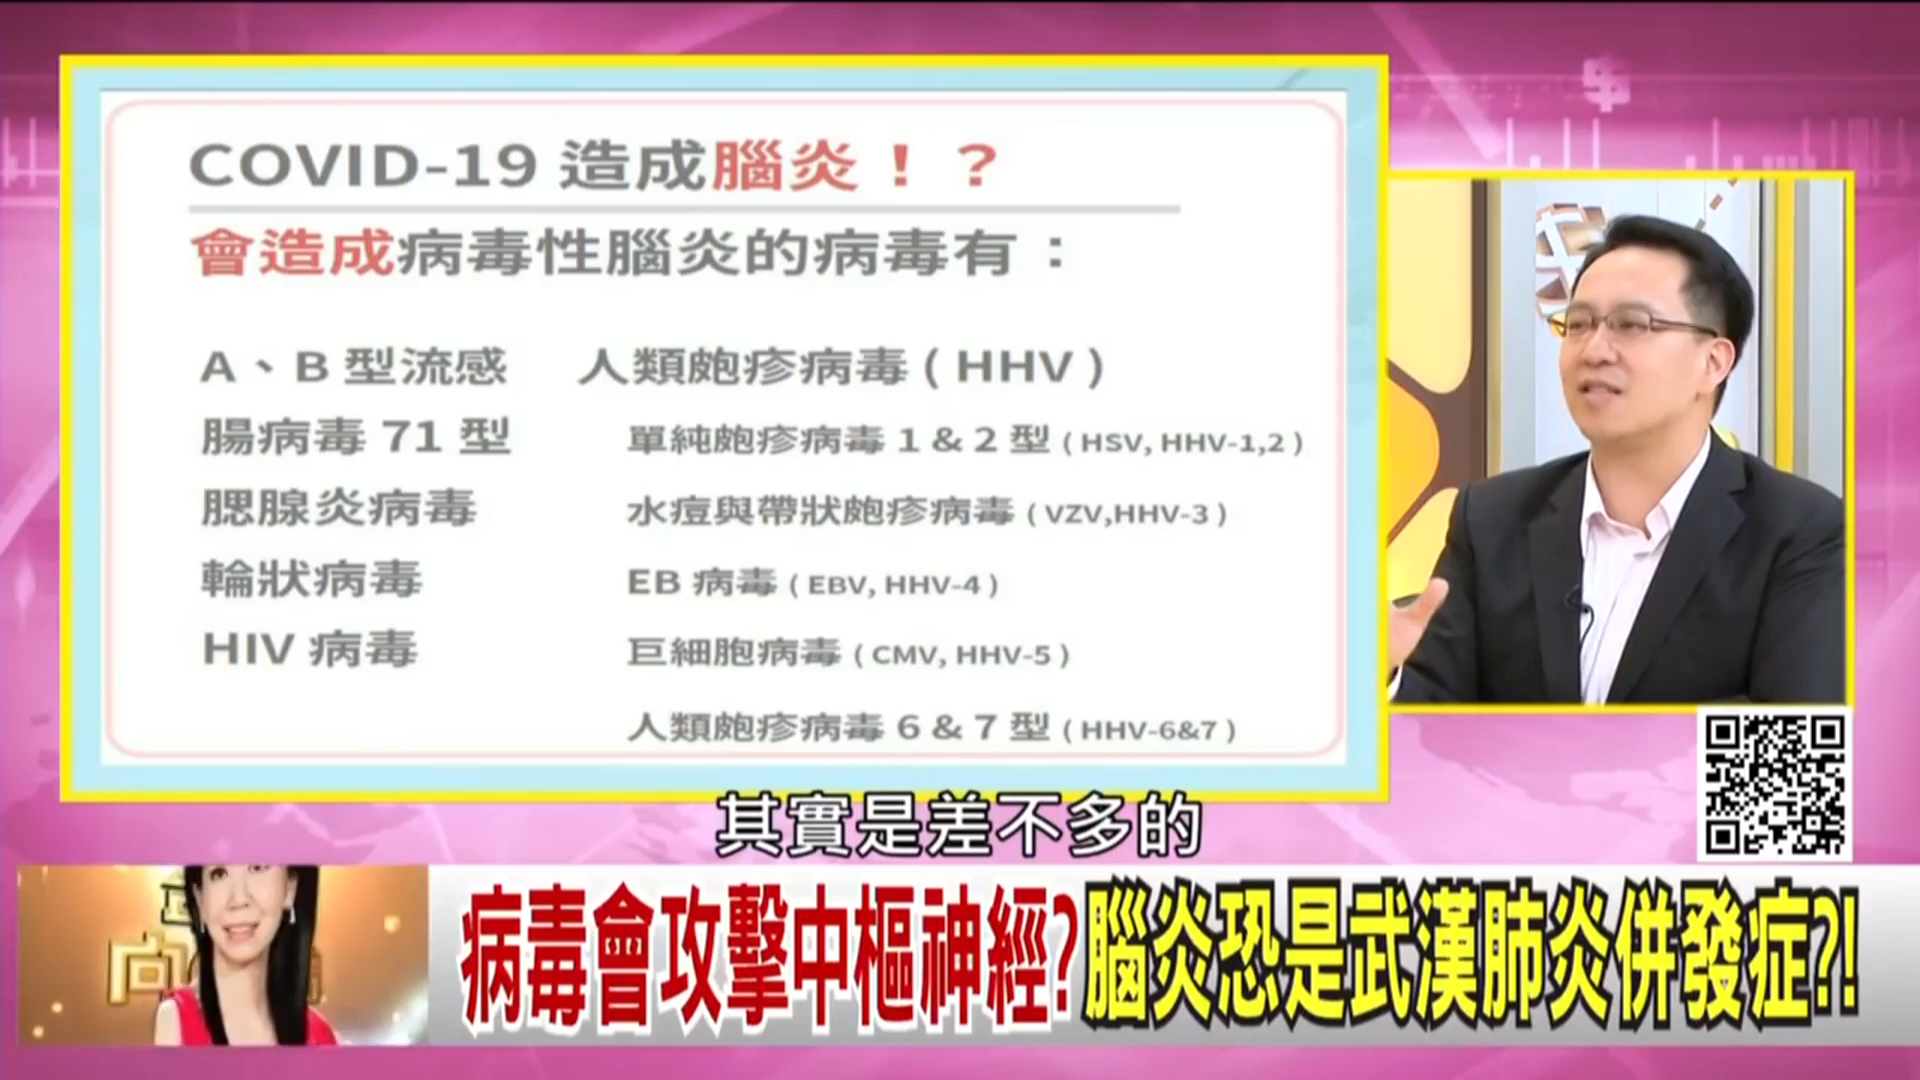 COVID-19 造成腦炎！？
會造成病毒性腦炎的病毒有：
A、B 型流感
人類皰疹病毒 ( HHV )
腸病毒 71 型
單純皰疹病毒 1 & 2 型 ( HSV, HHV-1,2 )
腮腺炎病毒
水痘與帶狀皰疹病毒 ( VZV,HHV-3 )
輪狀病毒
EB 病毒 ( EBV, HHV-4 )
HIV 病毒
巨細胞病毒 ( CMV, HHV-5 )
人類皰疹病毒 6 & 7 型 ( HHV-6&7 )
其實是差不多的
病毒會攻擊中樞神經?腦炎恐是武漢肺炎併發症?!